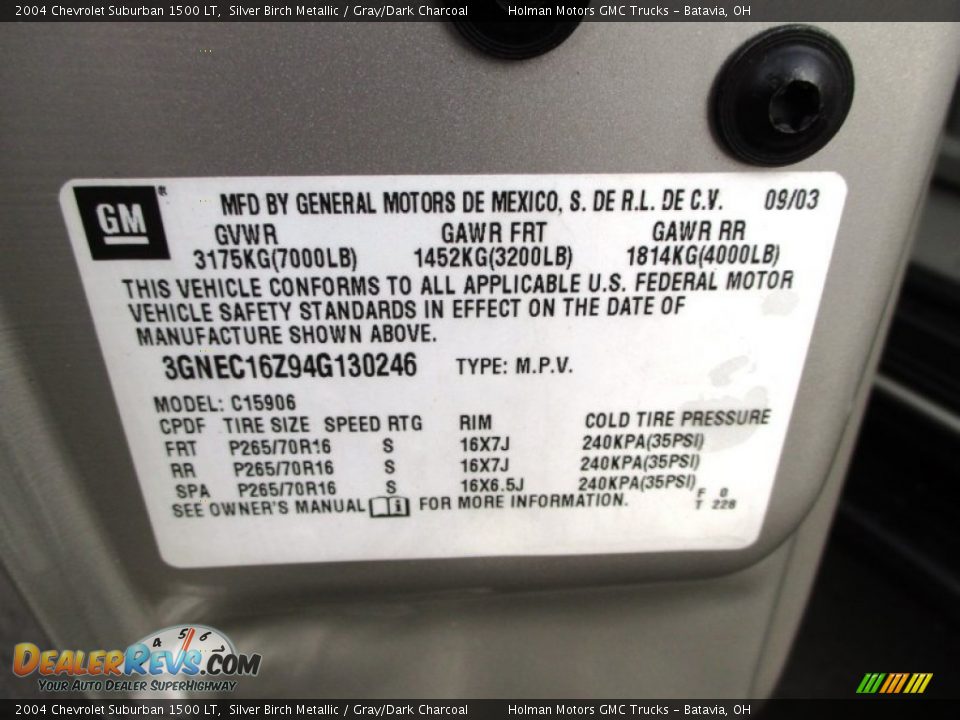 2004 Chevrolet Suburban 1500 LT, Silver Birch Metallic / Gray/Dark Charcoal Holman Motors GMC Trucks - Batavia, OH
GM ® MFD BY GENERAL MOTORS DE MEXICO, S. DE R.L. DE C.V. 09/03
GVWR GAWR FRT GAWR RR
3175KG(7000LB) 1452KG(3200LB) 1814KG(4000LB)
THIS VEHICLE CONFORMS TO ALL APPLICABLE U.S. FEDERAL MOTOR
VEHICLE SAFETY STANDARDS IN EFFECT ON THE DATE OF
MANUFACTURE SHOWN ABOVE.
3GNEC16Z94G130246 TYPE: M.P.V.
MODEL: C15906
CPDF TIRE SIZE SPEED RTG RIM COLD TIRE PRESSURE
FRT P265/70R16 S 16X7J 240KPA(35PSI)
RR P265/70R16 S 16X7J 240KPA(35PSI)
SPA P265/70R16 S 16X6.5J 240KPA(35PSI)
SEE OWNER'S MANUAL i FOR MORE INFORMATION.
F 0
T 228
4 5 6
DEALERREVS.COM
YOUR AUTO DEALER SUPERHIGHWAY
2004 Chevrolet Suburban 1500 LT, Silver Birch Metallic / Gray/Dark Charcoal Holman Motors GMC Trucks - Batavia, OH